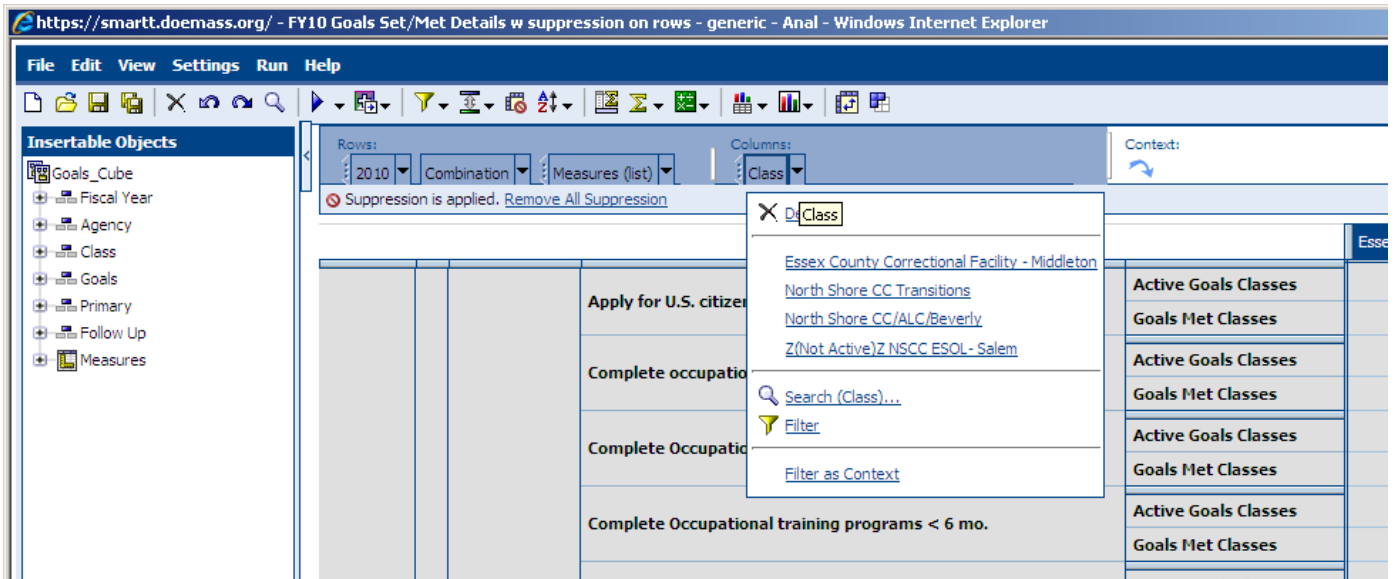 https://smartt.doemass.org/ - FY10 Goals Set/Met Details w suppression on rows - generic - Anal - Windows Internet Explorer
File Edit View Settings Run Help
Insertable Objects
Goals_Cube
Fiscal Year
Agency
Class
Goals
Primary
Follow Up
Measures
Rows:
2010 Combination Measures (list)
Columns:
Class
Context:
Suppression is applied. Remove All Suppression
Class
Essex County Correctional Facility - Middleton
North Shore CC Transitions
North Shore CC/ALC/Beverly
Z(Not Active)Z NSCC ESOL- Salem
Search (Class)...
Filter
Filter as Context
Esse
Apply for U.S. citizen
Active Goals Classes
Goals Met Classes
Complete occupatio
Active Goals Classes
Goals Met Classes
Complete Occupatio
Active Goals Classes
Goals Met Classes
Complete Occupational training programs < 6 mo.
Active Goals Classes
Goals Met Classes